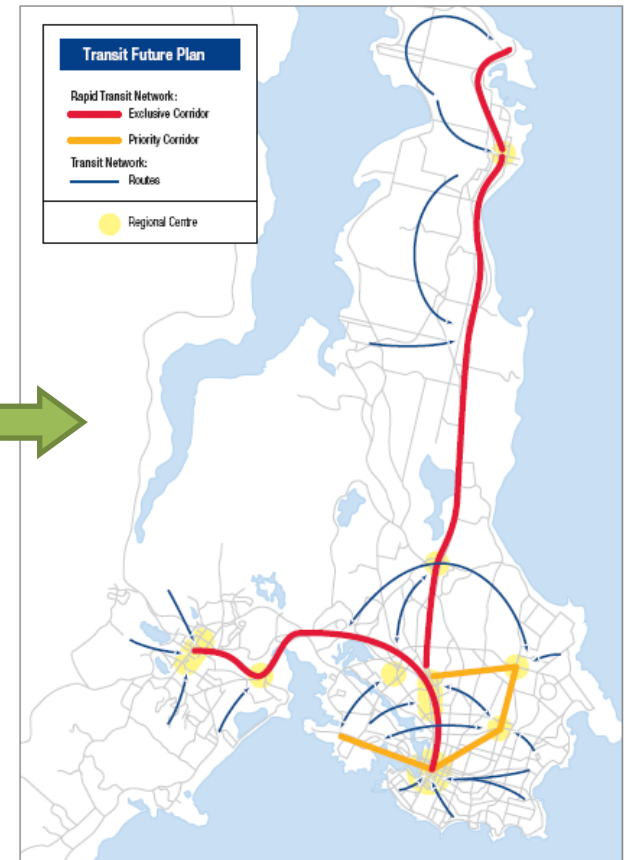 Transit Future Plan
Rapid Transit Network:
Exclusive Corridor
Priority Corridor
Transit Network:
Routes
Regional Centre